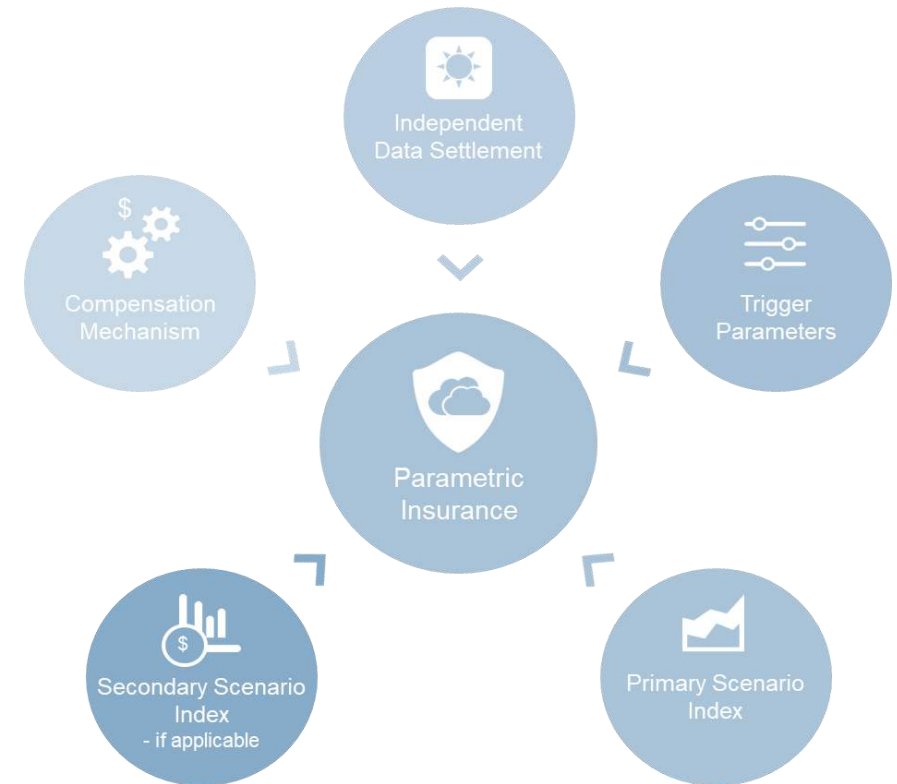 Independent
Data Settlement
$
Compensation
Mechanism
Trigger
Parameters
Parametric
Insurance
$
Secondary Scenario
Index
- if applicable
Primary Scenario
Index